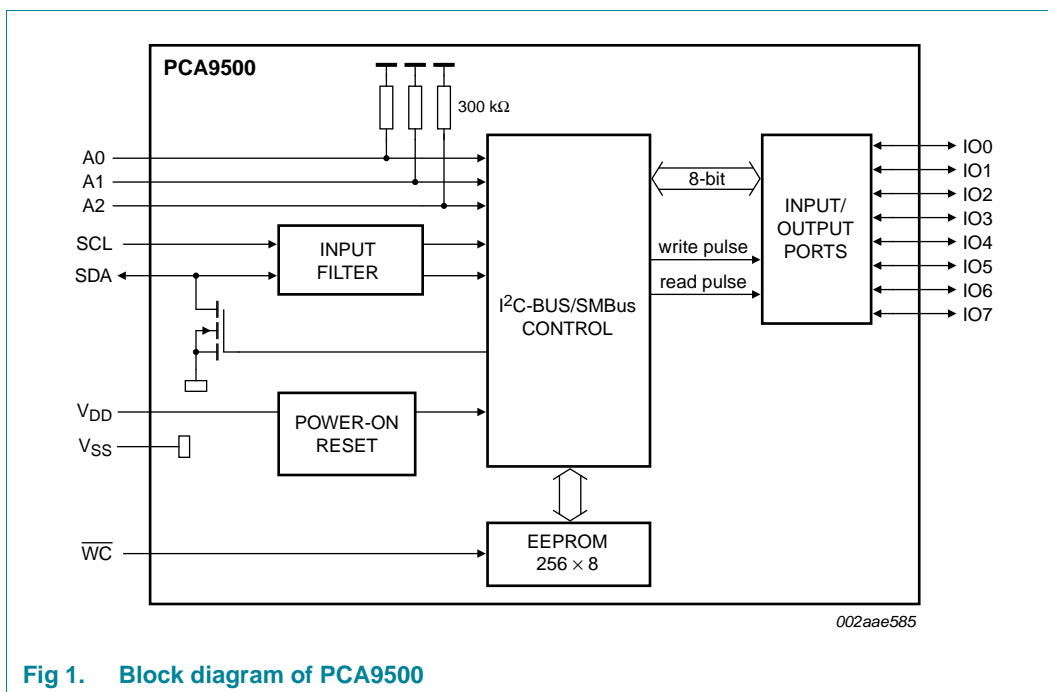 PCA9500
300 kΩ
A0
A1
A2
SCL
SDA
INPUT
FILTER
I2C-BUS/SMBus
CONTROL
8-bit
write pulse
read pulse
INPUT/
OUTPUT
PORTS
IO0
IO1
IO2
IO3
IO4
IO5
IO6
IO7
VDD
VSS
POWER-ON
RESET
WC
EEPROM
256 × 8
002aae585
Fig 1. Block diagram of PCA9500